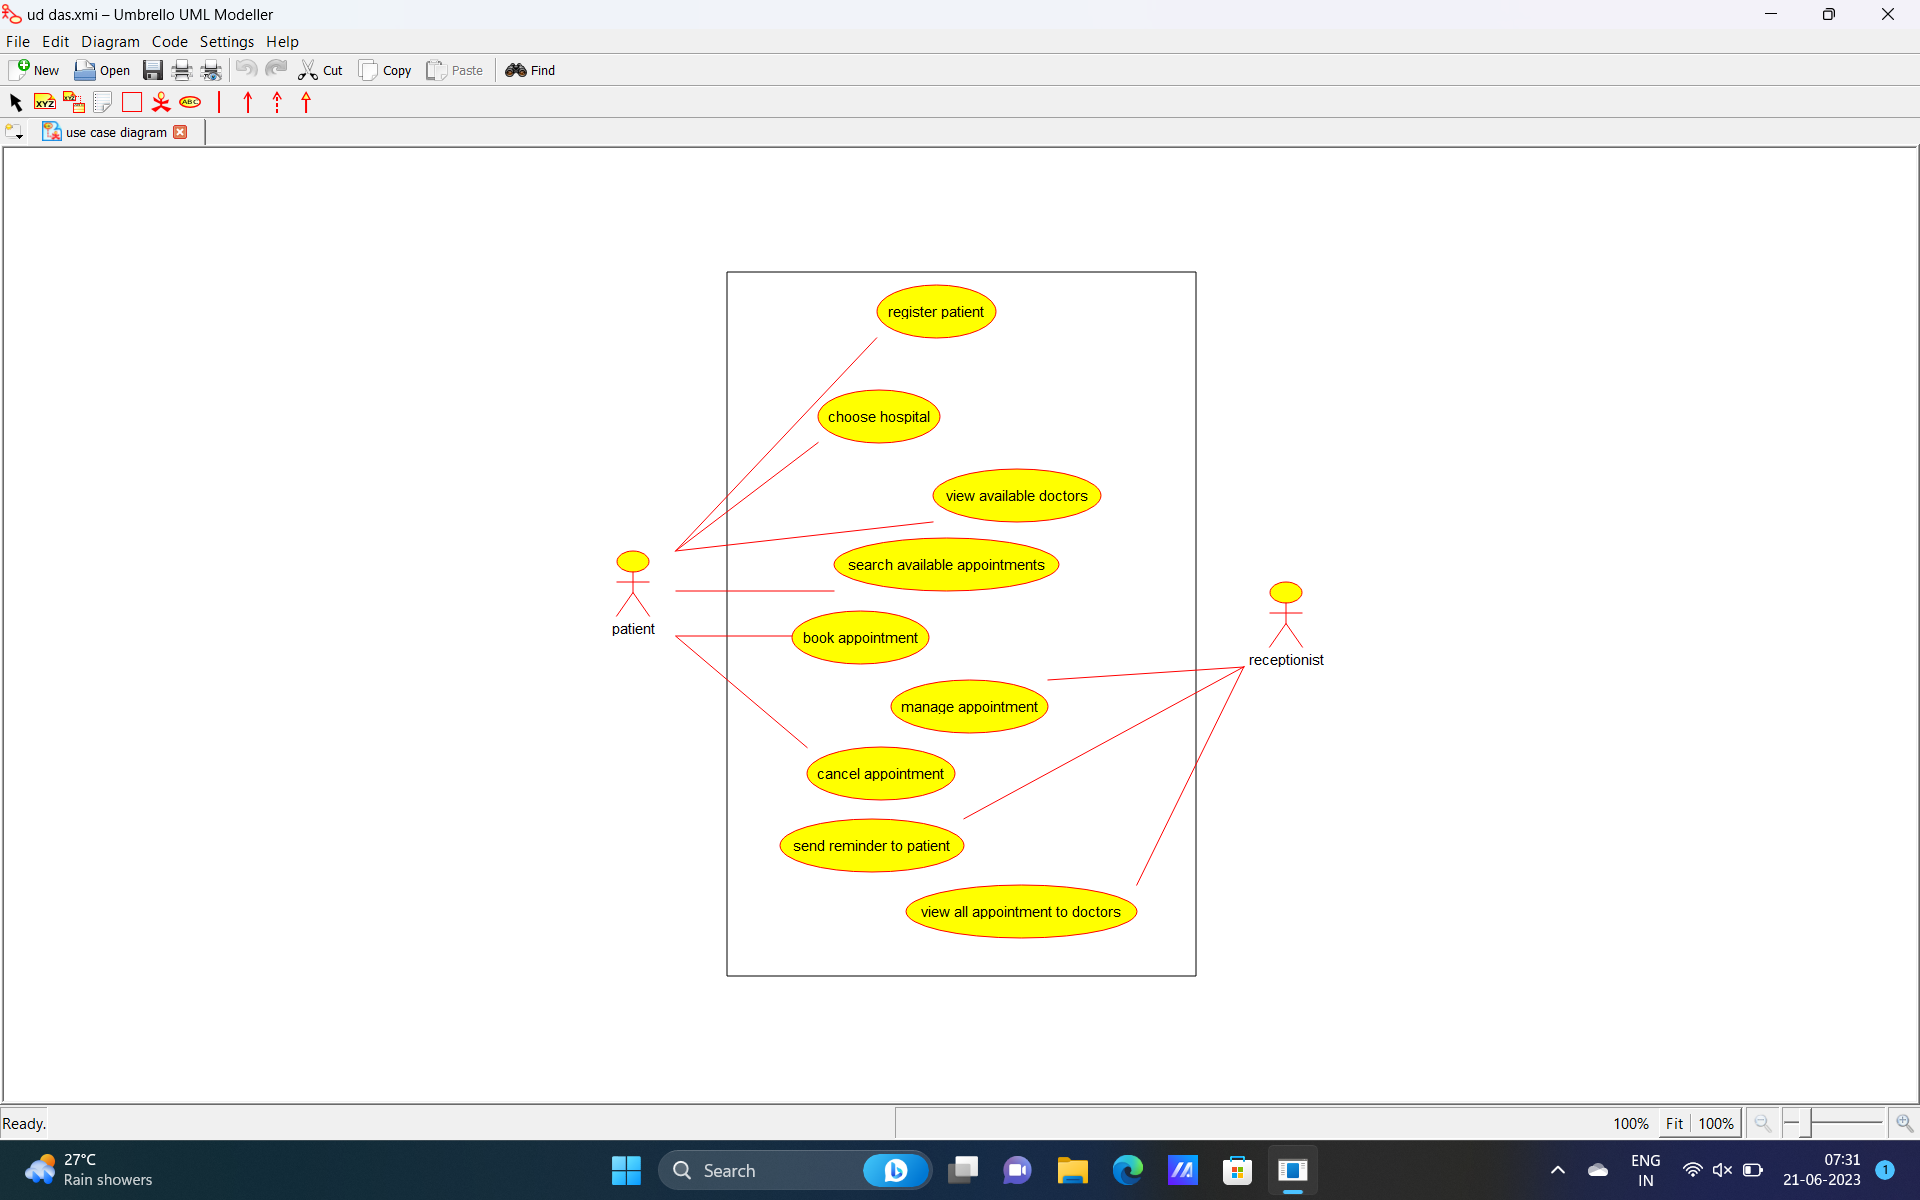 ud das.xmi – Umbrello UML Modeller
File Edit Diagram Code Settings Help
New Open Cut Copy Paste Find
XYZ XYZ ABC
use case diagram
register patient
choose hospital
view available doctors
search available appointments
patient
book appointment
receptionist
manage appointment
cancel appointment
send reminder to patient
view all appointment to doctors
Ready.
100% Fit 100%
27°C
Rain showers
Search
ENG
IN
07:31
21-06-2023
1